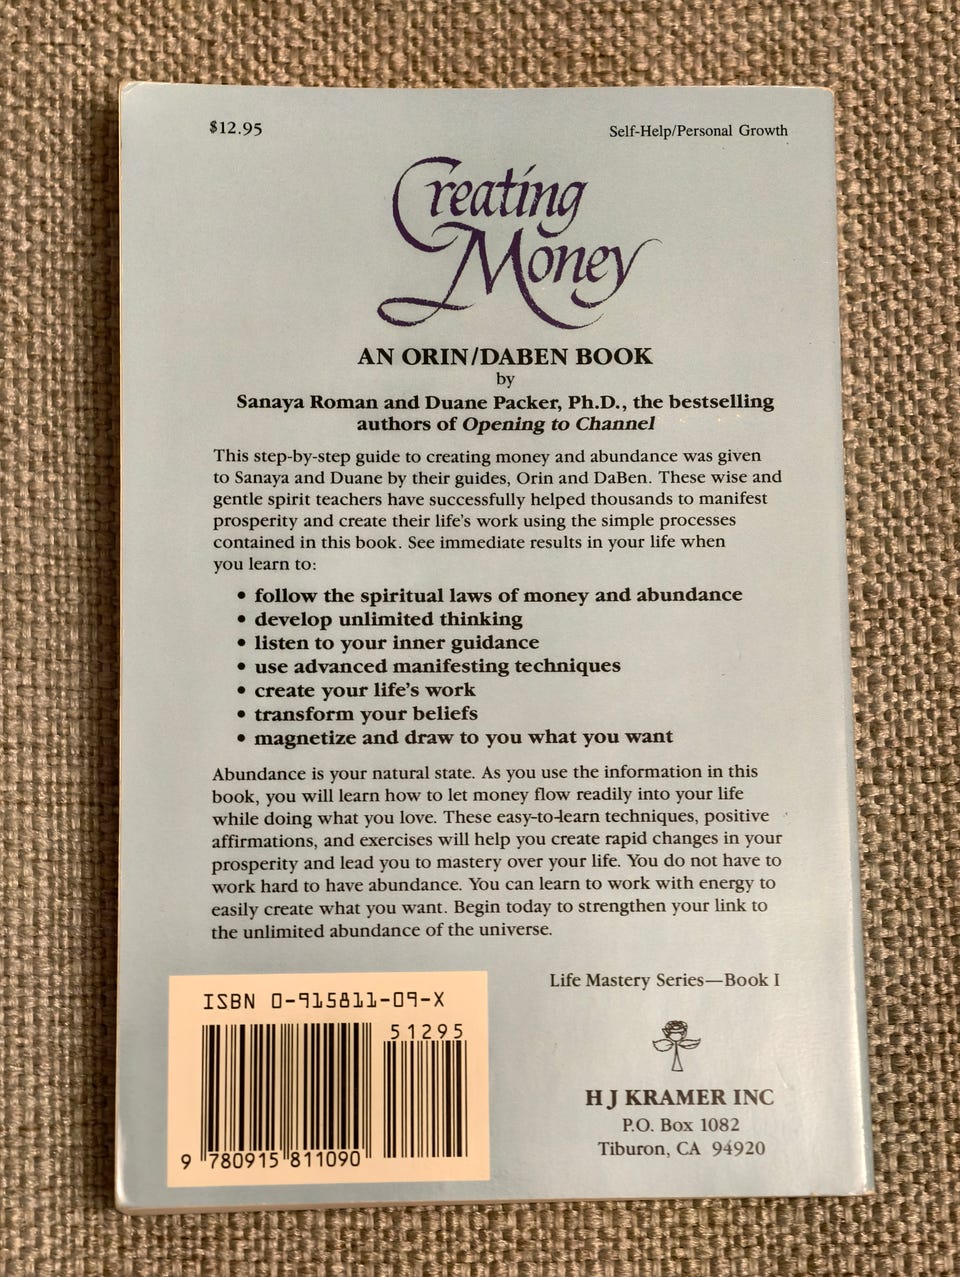 $12.95
Self-Help/Personal Growth
Creating
Money
AN ORIN/DABEN BOOK
by
Sanaya Roman and Duane Packer, Ph.D., the bestselling
authors of Opening to Channel
This step-by-step guide to creating money and abundance was given
to Sanaya and Duane by their guides, Orin and DaBen. These wise and
gentle spirit teachers have successfully helped thousands to manifest
prosperity and create their life's work using the simple processes
contained in this book. See immediate results in your life when
you learn to:
• follow the spiritual laws of money and abundance
• develop unlimited thinking
• listen to your inner guidance
• use advanced manifesting techniques
• create your life's work
• transform your beliefs
• magnetize and draw to you what you want
Abundance is your natural state. As you use the information in this
book, you will learn how to let money flow readily into your life
while doing what you love. These easy-to-learn techniques, positive
affirmations, and exercises will help you create rapid changes in your
prosperity and lead you to mastery over your life. You do not have to
work hard to have abundance. You can learn to work with energy to
easily create what you want. Begin today to strengthen your link to
the unlimited abundance of the universe.
Life Mastery Series—Book I
ISBN 0-915811-09-X
51295
9 780915 811090
H J KRAMER INC
P.O. Box 1082
Tiburon, CA 94920